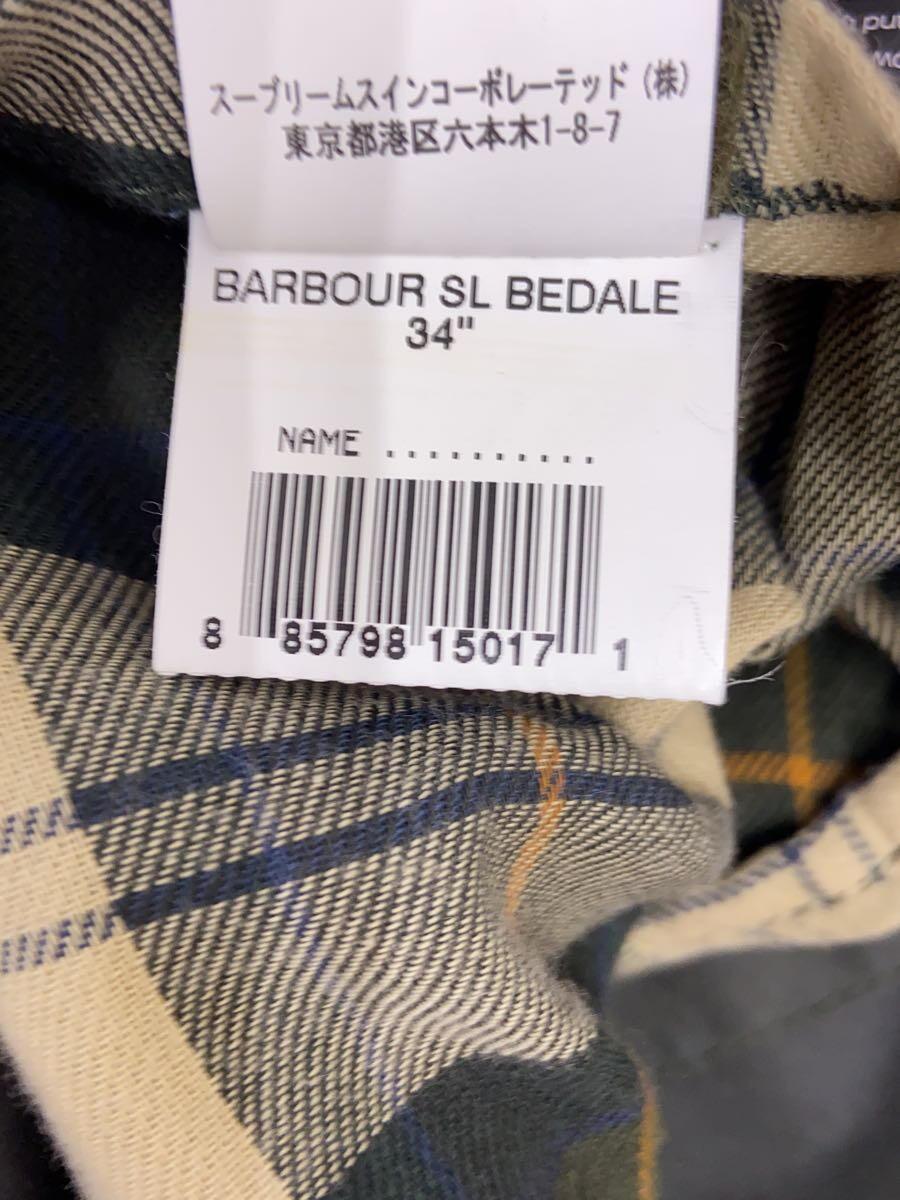 スープリームスインコーポレーテッド (株)
東京都港区六本木1-8-7
BARBOUR SL BEDALE
34"
NAME ..........
8 85798 15017 1